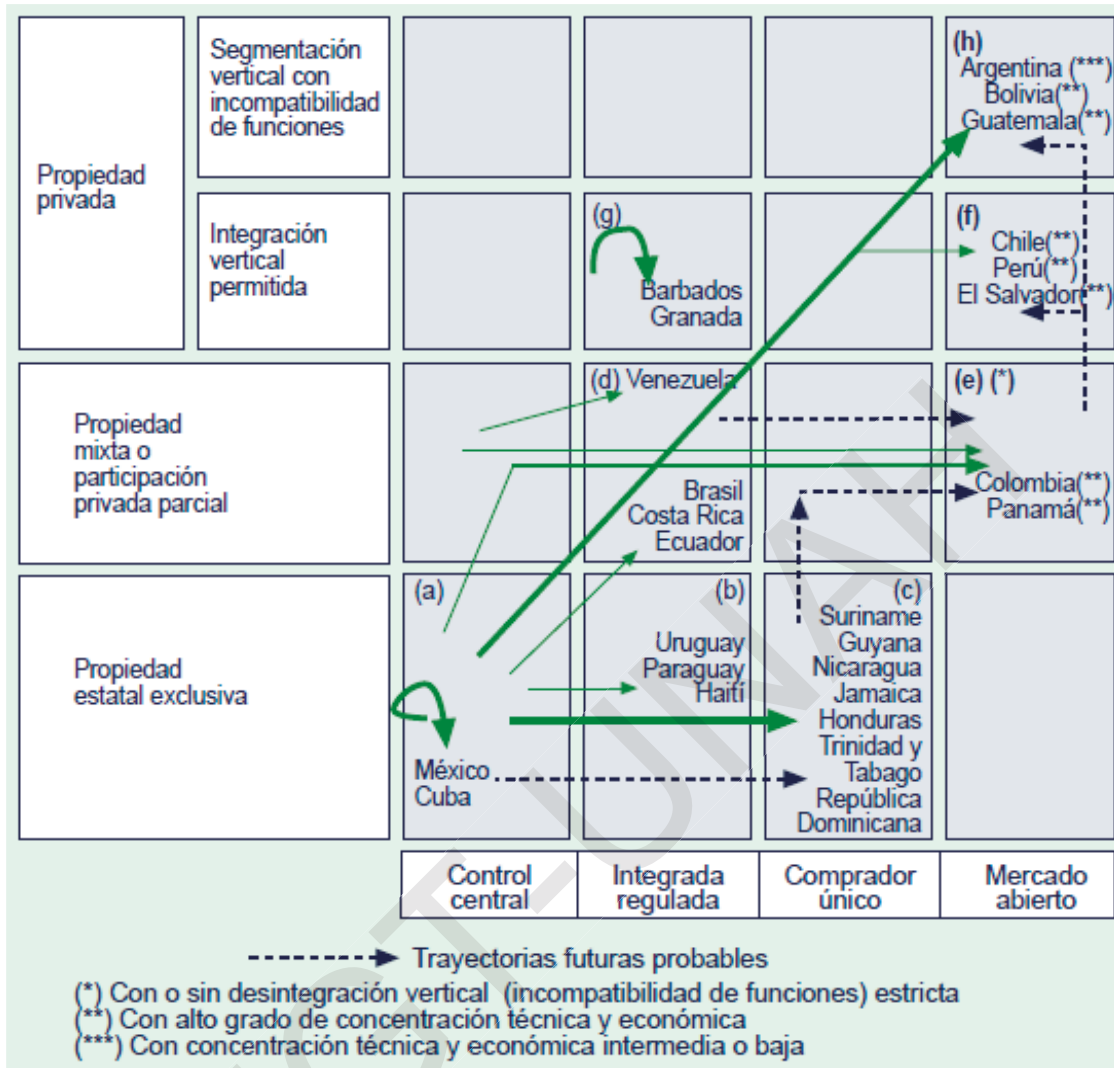 Propiedad
privada
Segmentación
vertical con
incompatibilidad
de funciones
(h)
Argentina (***)
Bolivia(**)
Guatemala(**)
Integración
vertical
permitida
(g)
Barbados
Granada
(f)
Chile(**)
Perú(**)
El Salvador(**)
Propiedad
mixta o
participación
privada parcial
(d) Venezuela
Brasil
Costa Rica
Ecuador
(e) (*)
Colombia(**)
Panamá(**)
Propiedad
estatal exclusiva
(a)
México
Cuba
(b)
Uruguay
Paraguay
Haití
(c)
Suriname
Guyana
Nicaragua
Jamaica
Honduras
Trinidad y
Tabago
República
Dominicana
Control
central
Integrada
regulada
Comprador
único
Mercado
abierto
Trayectorias futuras probables
(*) Con o sin desintegración vertical (incompatibilidad de funciones) estricta
(**) Con alto grado de concentración técnica y económica
(***) Con concentración técnica y económica intermedia o baja